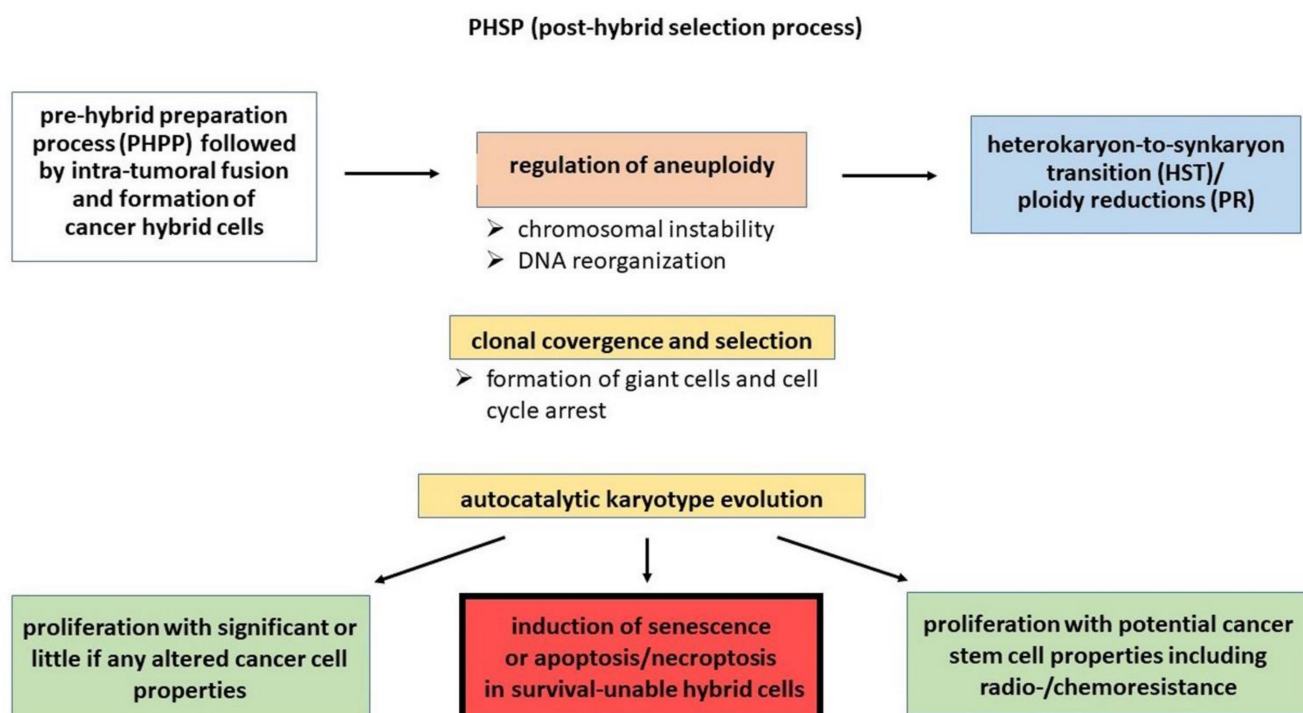 PHSP (post-hybrid selection process)
pre-hybrid preparation
process (PHPP) followed
by intra-tumoral fusion
and formation of
cancer hybrid cells
regulation of aneuploidy
➢ chromosomal instability
➢ DNA reorganization
heterokaryon-to-synkaryon
transition (HST)/
ploidy reductions (PR)
clonal covergence and selection
➢ formation of giant cells and cell
cycle arrest
autocatalytic karyotype evolution
proliferation with significant or
little if any altered cancer cell
properties
induction of senescence
or apoptosis/necroptosis
in survival-unable hybrid cells
proliferation with potential cancer
stem cell properties including
radio-/chemoresistance